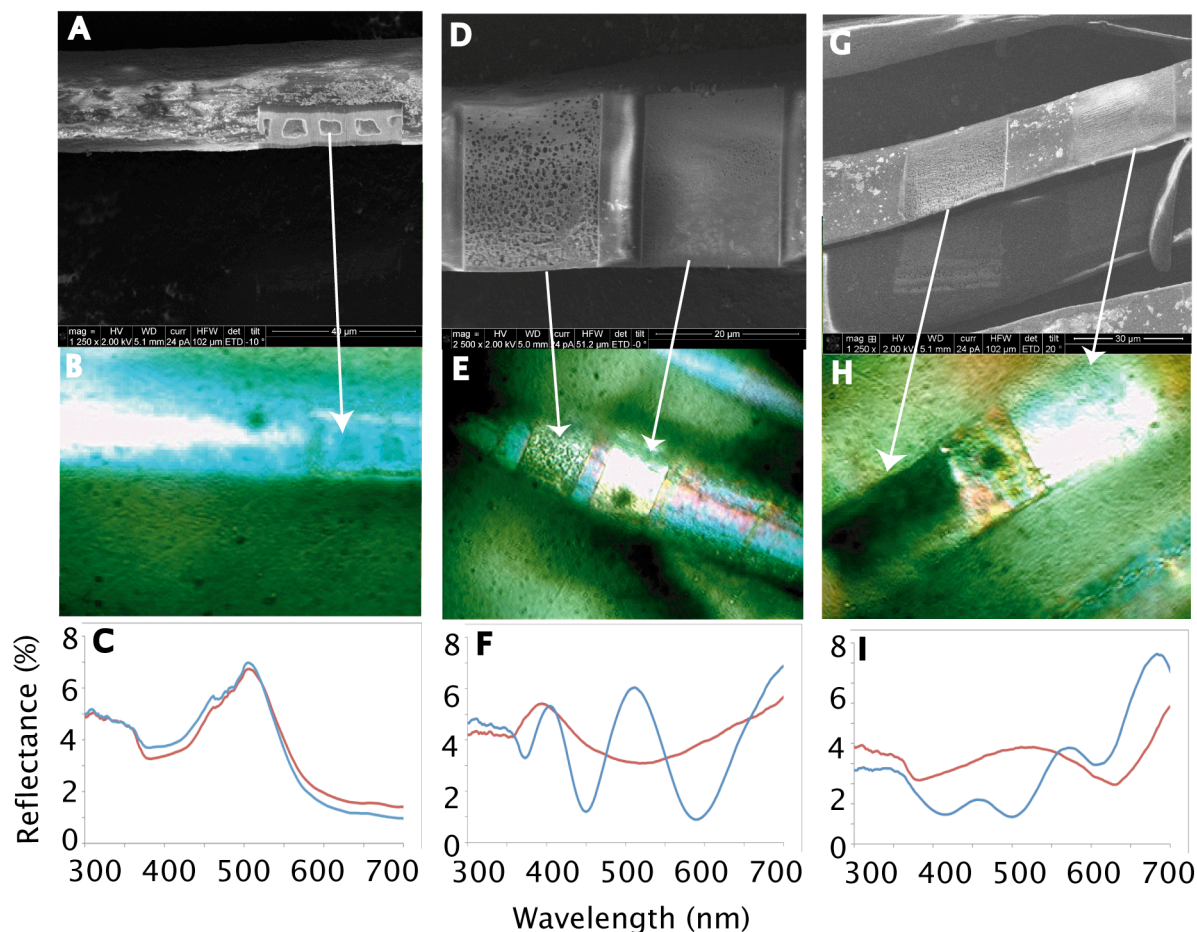 A
mag = HV WD curr HFW det tilt
1 250 x 2.00 kV 5.1 mm 24 pA 102 µm ETD -10 °
40 µm
D
mag = HV WD curr HFW det tilt
2 500 x 2.00 kV 5.0 mm 24 pA 51.2 µm ETD -0 °
20 µm
G
mag HV WD curr HFW det tilt
1 250 x 2.00 kV 5.1 mm 24 pA 102 µm ETD 20 °
30 µm
B
E
H
C
F
I
Reflectance (%)
8
6
4
2
0
8
6
4
2
0
8
6
4
2
0
300 400 500 600 700
300 400 500 600 700
300 400 500 600 700
Wavelength (nm)